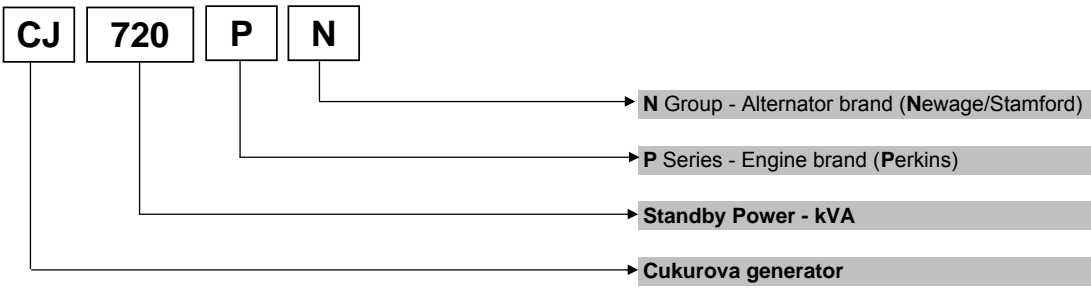 CJ 720 P N
N Group - Alternator brand (Newage/Stamford)
P Series - Engine brand (Perkins)
Standby Power - kVA
Cukurova generator